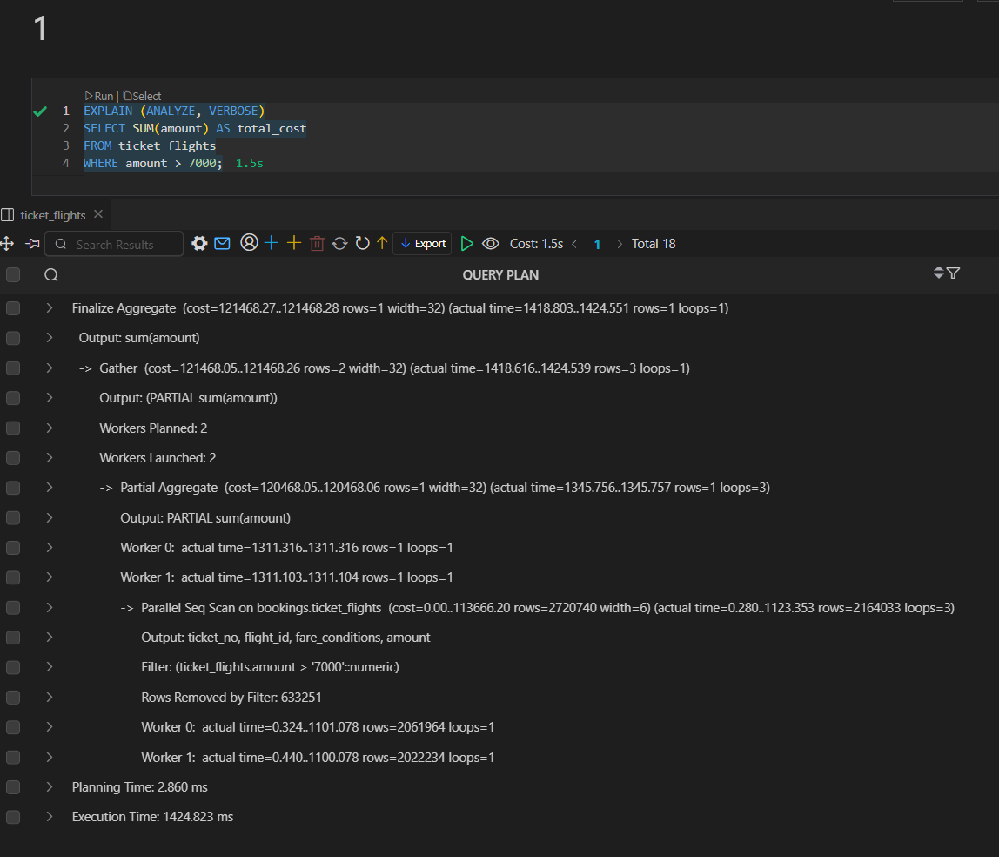 1
Run | Select
1 EXPLAIN (ANALYZE, VERBOSE)
2 SELECT SUM(amount) AS total_cost
3 FROM ticket_flights
4 WHERE amount > 7000; 1.5s
ticket_flights
Search Results Export Cost: 1.5s < 1 > Total 18
QUERY PLAN
Finalize Aggregate (cost=121468.27..121468.28 rows=1 width=32) (actual time=1418.803..1424.551 rows=1 loops=1)
Output: sum(amount)
-> Gather (cost=121468.05..121468.26 rows=2 width=32) (actual time=1418.616..1424.539 rows=3 loops=1)
Output: (PARTIAL sum(amount))
Workers Planned: 2
Workers Launched: 2
-> Partial Aggregate (cost=120468.05..120468.06 rows=1 width=32) (actual time=1345.756..1345.757 rows=1 loops=3)
Output: PARTIAL sum(amount)
Worker 0: actual time=1311.316..1311.316 rows=1 loops=1
Worker 1: actual time=1311.103..1311.104 rows=1 loops=1
-> Parallel Seq Scan on bookings.ticket_flights (cost=0.00..113666.20 rows=2720740 width=6) (actual time=0.280..1123.353 rows=2164033 loops=3)
Output: ticket_no, flight_id, fare_conditions, amount
Filter: (ticket_flights.amount > '7000'::numeric)
Rows Removed by Filter: 633251
Worker 0: actual time=0.324..1101.078 rows=2061964 loops=1
Worker 1: actual time=0.440..1100.078 rows=2022234 loops=1
Planning Time: 2.860 ms
Execution Time: 1424.823 ms